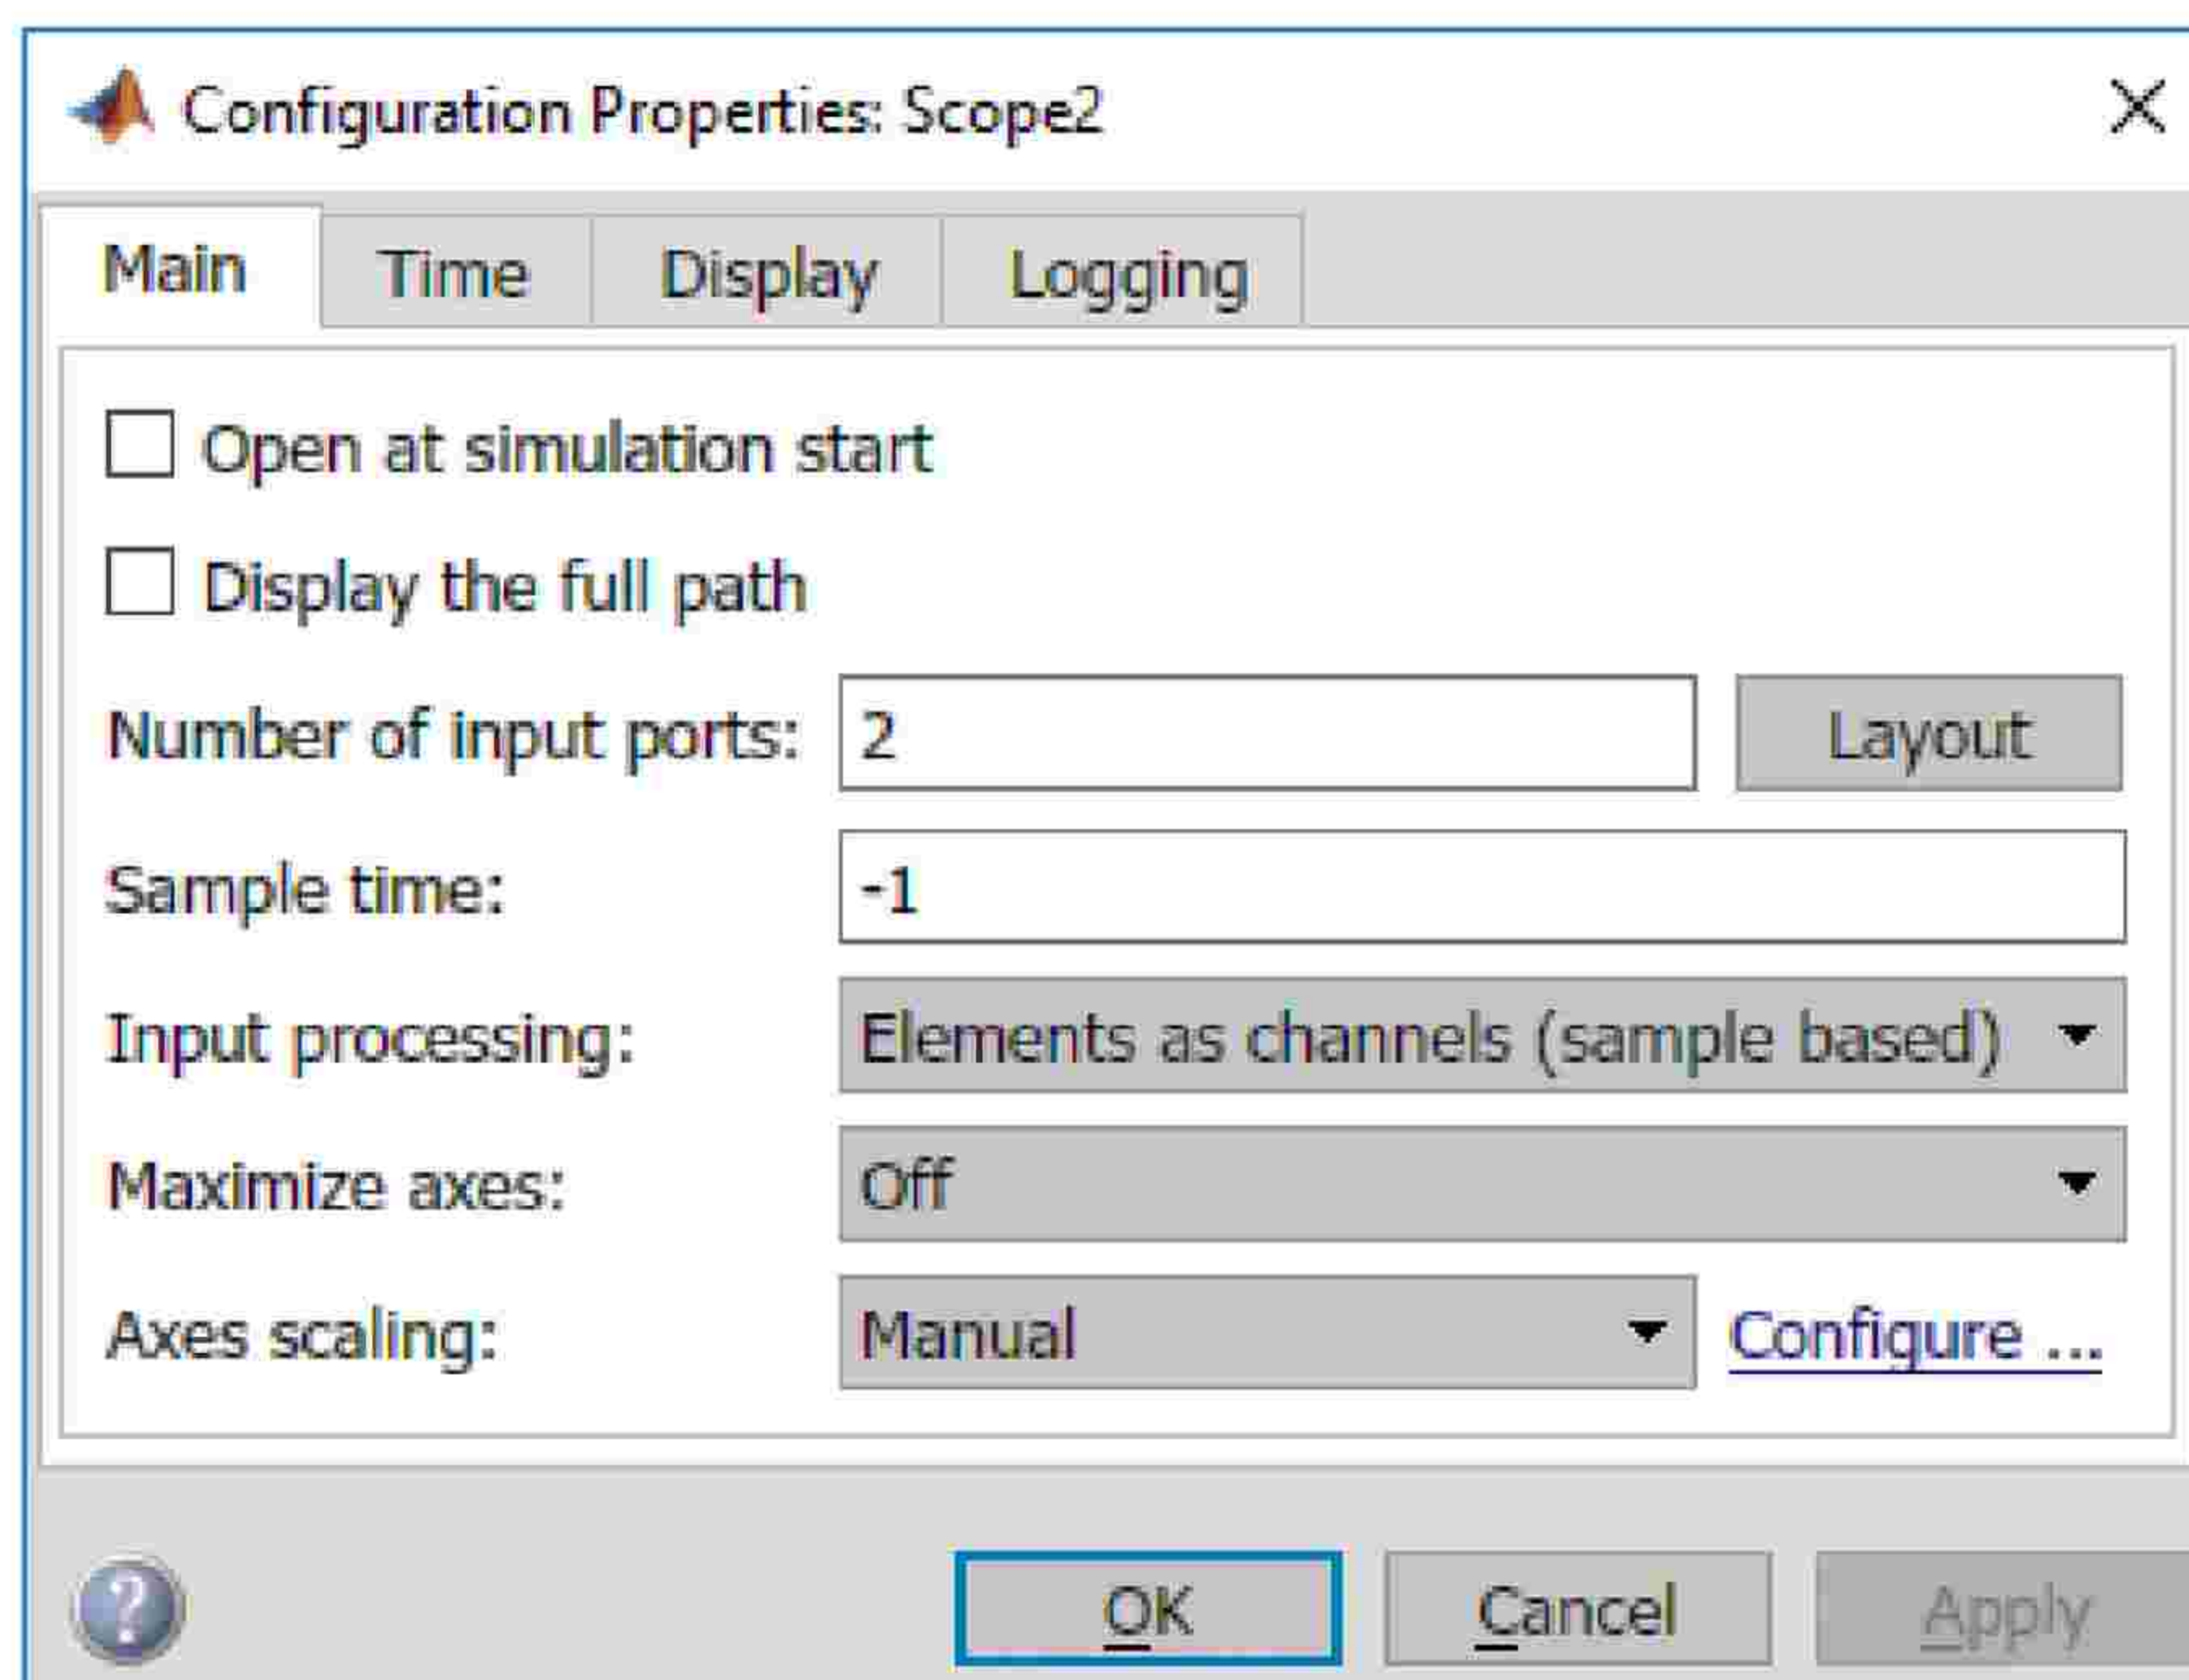 Configuration Properties: Scope2
Main Time Display Logging
Open at simulation start
Display the full path
Number of input ports: 2 Layout
Sample time: -1
Input processing: Elements as channels (sample based)
Maximize axes: Off
Axes scaling: Manual Configure ...
? OK Cancel Apply